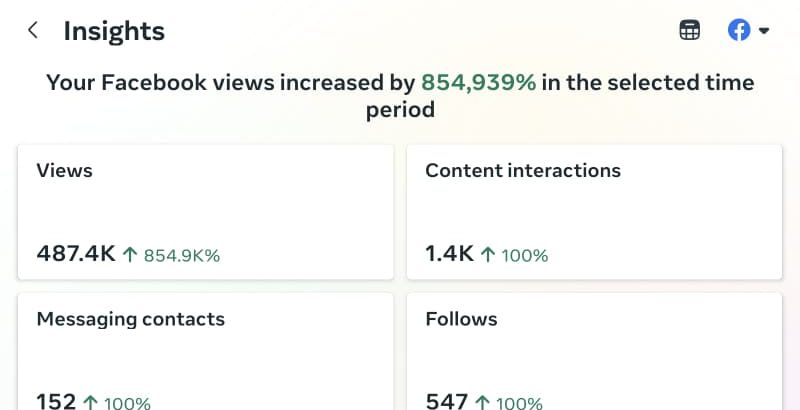 Insights
Your Facebook views increased by 854,939% in the selected time
period
Views
Content interactions
487.4K ↑ 854.9K%
1.4K ↑ 100%
Messaging contacts
Follows
152 ↑ 100%
547 ↑ 100%